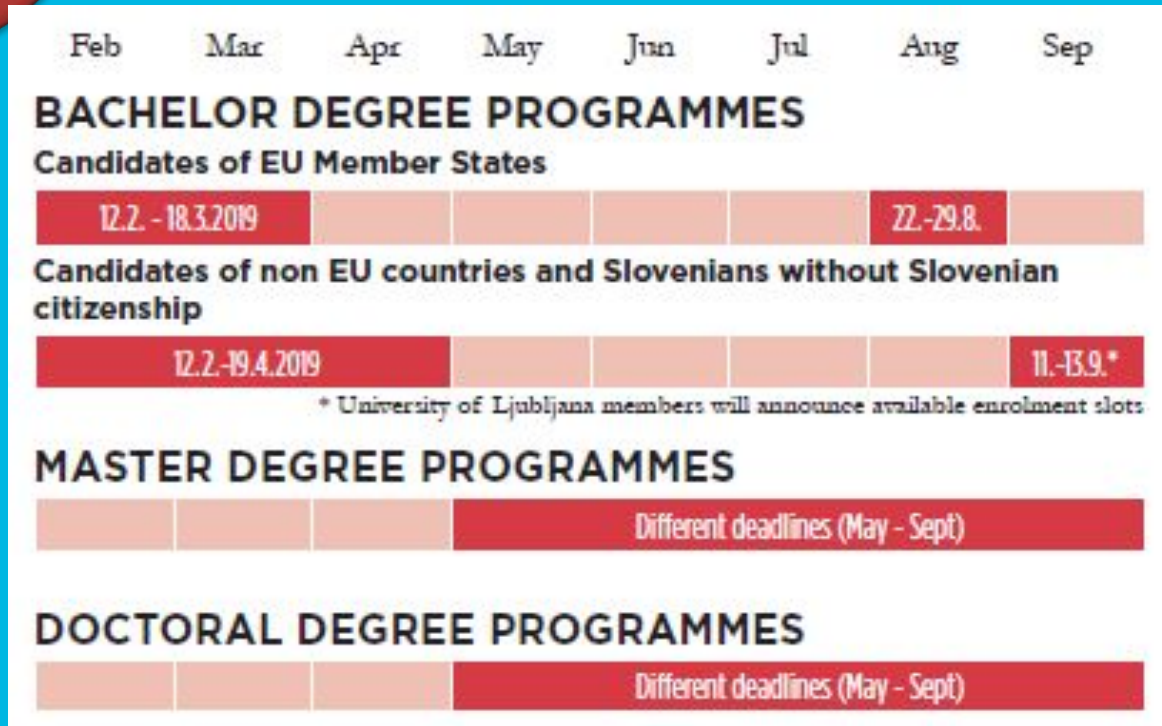 Feb Mar Apr May Jun Jul Aug Sep
BACHELOR DEGREE PROGRAMMES
Candidates of EU Member States
12.2. - 18.3.2019 22.-29.8.
Candidates of non EU countries and Slovenians without Slovenian
citizenship
12.2.-19.4.2019 11.-13.9.*
* University of Ljubljana members will announce available enrolment slots
MASTER DEGREE PROGRAMMES
Different deadlines (May - Sept)
DOCTORAL DEGREE PROGRAMMES
Different deadlines (May - Sept)